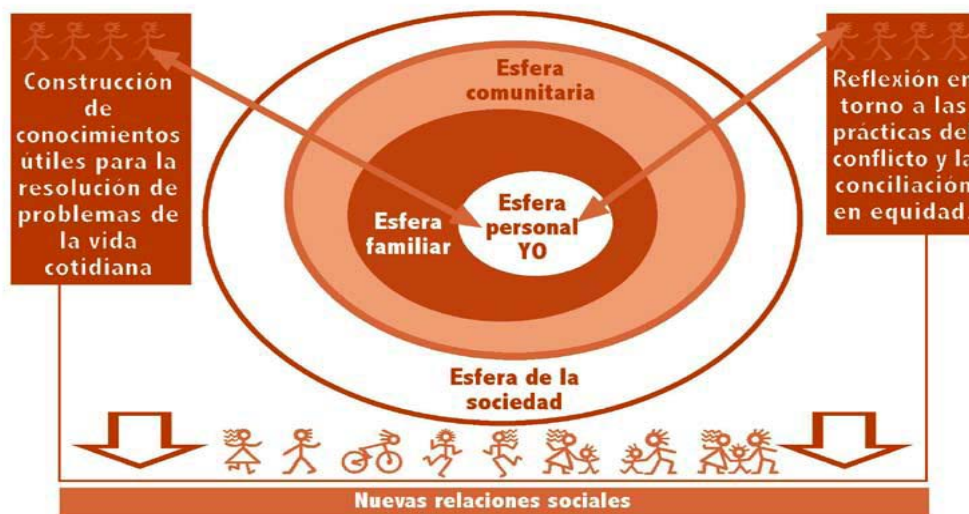 Construcción
de
conocimientos
útiles para la
resolución de
problemas de
la vida
cotidiana
Esfera
comunitaria
Esfera
familiar
Esfera
personal
YO
Esfera de la
sociedad
Reflexión en
torno a las
prácticas de
conflicto y la
conciliación
en equidad
Nuevas relaciones sociales